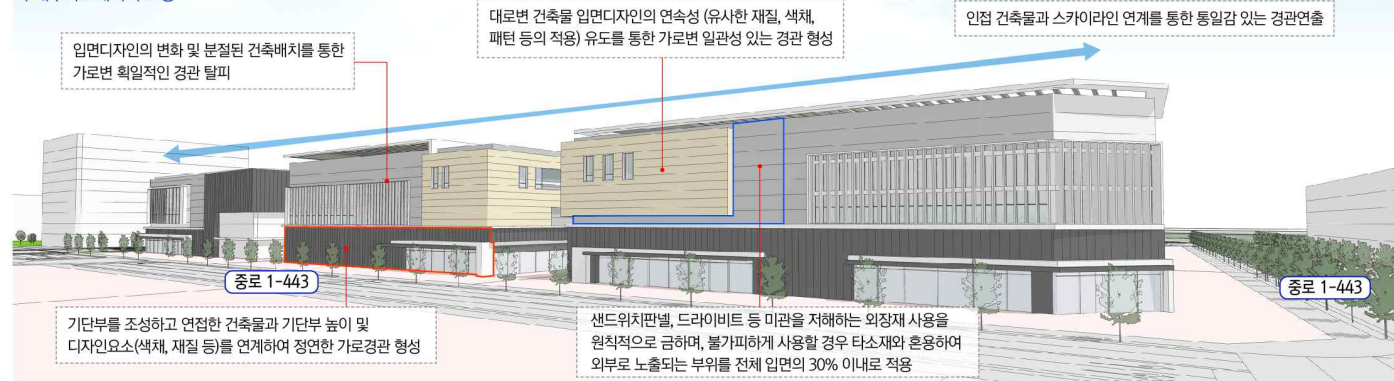 대로변 건축물 입면디자인의 연속성 (유사한 재질, 색채,
패턴 등의 적용) 유도를 통한 가로변 일관성 있는 경관 형성
인접 건축물과 스카이라인 연계를 통한 통일감 있는 경관연출
입면디자인의 변화 및 분절된 건축배치를 통한
가로변 획일적인 경관 탈피
중로 1-443
중로 1-443
기단부를 조성하고 연접한 건축물과 기단부 높이 및
디자인요소(색채, 재질 등)를 연계하여 정연한 가로경관 형성
샌드위치판넬, 드라이비트 등 미관을 저해하는 외장재 사용을
원칙적으로 금하며, 불가피하게 사용할 경우 타소재와 혼용하여
외부로 노출되는 부위를 전체 입면의 30% 이내로 적용